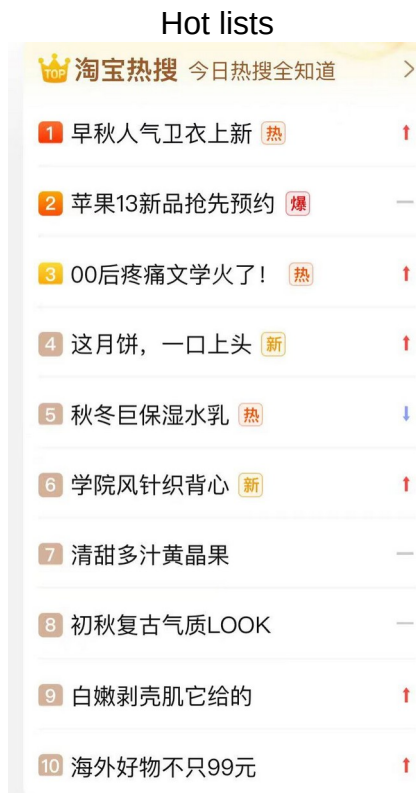 Hot lists
TOP 淘宝热搜 今日热搜全知道 >
1 早秋人气卫衣上新 热
2 苹果13新品抢先预约 爆
3 00后疼痛文学火了! 热
4 这月饼，一口上头 新
5 秋冬巨保湿水乳 热
6 学院风针织背心 新
7 清甜多汁黄晶果
8 初秋复古气质LOOK
9 白嫩剥壳肌它给的
10 海外好物不只99元